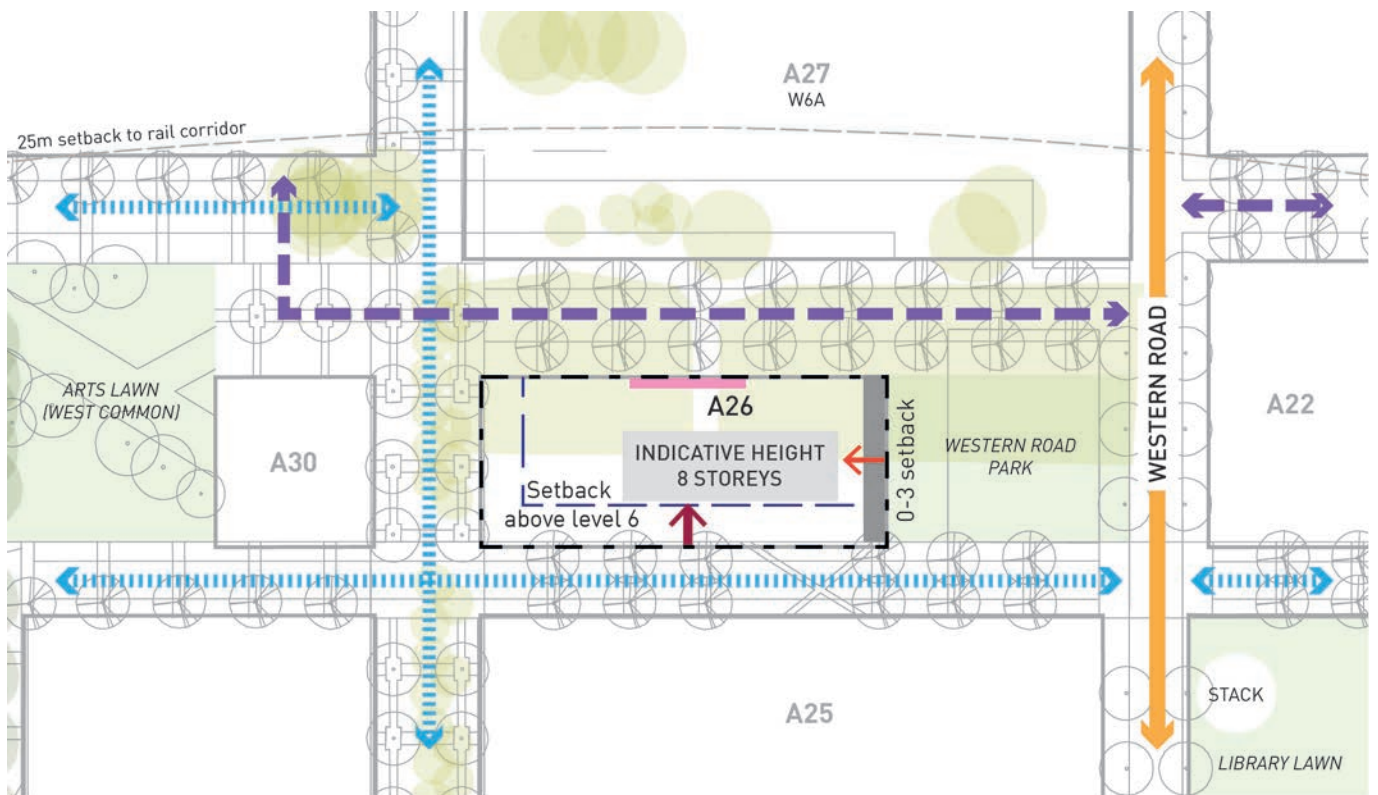 A27
W6A
25m setback to rail corridor
ARTS LAWN
(WEST COMMON)
A30
A26
INDICATIVE HEIGHT
8 STOREYS
Setback
above level 6
0-3 setback
WESTERN ROAD
PARK
WESTERN ROAD
A22
A25
STACK
LIBRARY LAWN